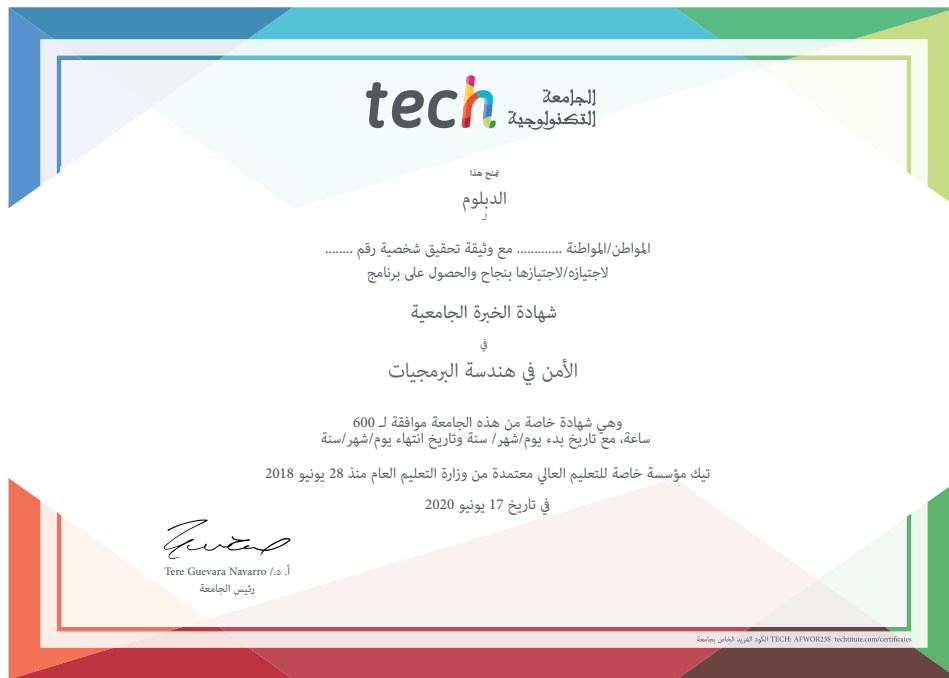 tech الجامعة
التكنولوجية
تمنح هذا
الدبلوم
لـ
المواطن/المواطنة ............. مع وثيقة تحقيق شخصية رقم ........
لاجتيازه/لاجتيازها بنجاح والحصول على برنامج
شهادة الخبرة الجامعية
في
الأمن في هندسة البرمجيات
وهي شهادة خاصة من هذه الجامعة موافقة لـ 600
ساعة، مع تاريخ بدء يوم/شهر/ سنة وتاريخ انتهاء يوم/شهر/سنة
تيك مؤسسة خاصة للتعليم العالي معتمدة من وزارة التعليم العام منذ 28 يونيو 2018
في تاريخ 17 يونيو 2020
أ. د./ Tere Guevara Navarro
رئيس الجامعة
الكود الفريد الخاص بجامعة TECH: AFWOR23S techtitute.com/certificates